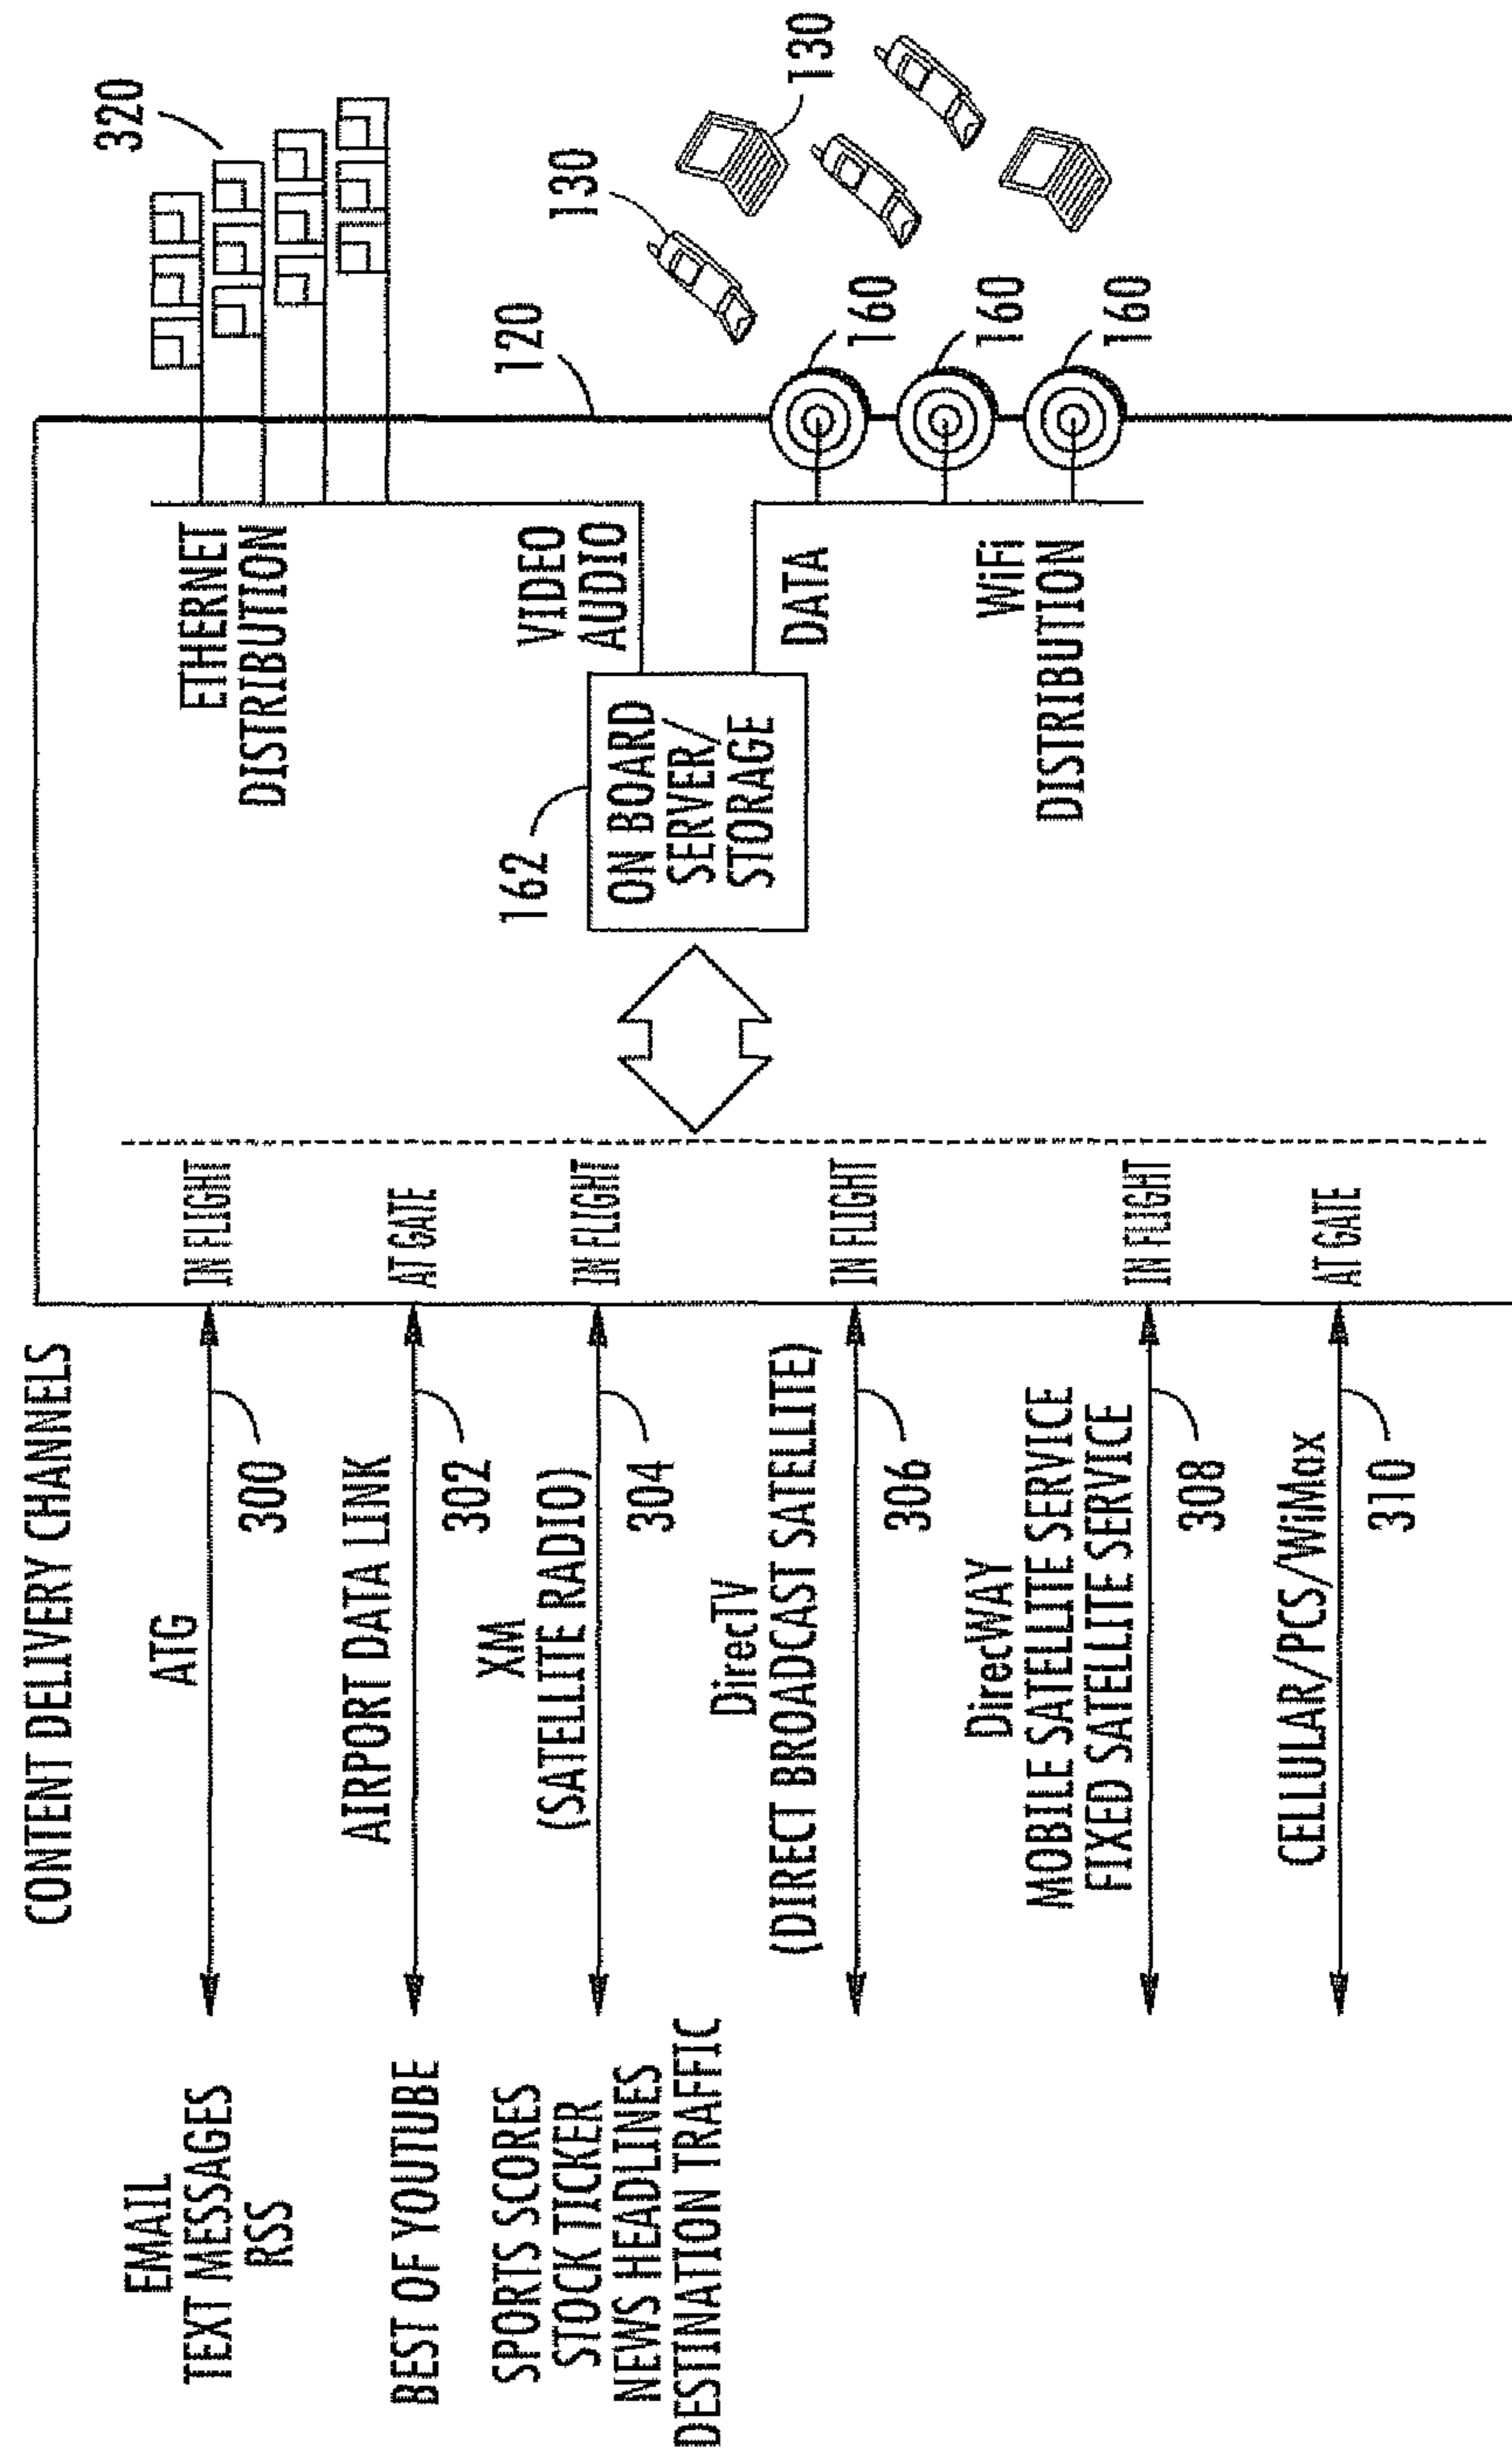 CONTENT DELIVERY CHANNELS
EMAIL
TEXT MESSAGES
RSS
ATG
300
IN FLIGHT
BEST OF YOUTUBE
AIRPORT DATA LINK
302
AT GATE
SPORTS SCORES
STOCK TICKER
NEWS HEADLINES
DESTINATION TRAFFIC
XM
(SATELLITE RADIO)
304
IN FLIGHT
DirecTV
(DIRECT BROADCAST SATELLITE)
306
IN FLIGHT
DirecWAY
MOBILE SATELLITE SERVICE
FIXED SATELLITE SERVICE
308
IN FLIGHT
CELLULAR/PCS/WiMax
310
AT GATE
162
ON BOARD
SERVER/
STORAGE
ETHERNET
DISTRIBUTION
VIDEO
AUDIO
DATA
WiFi
DISTRIBUTION
320
120
130
130
160
160
160